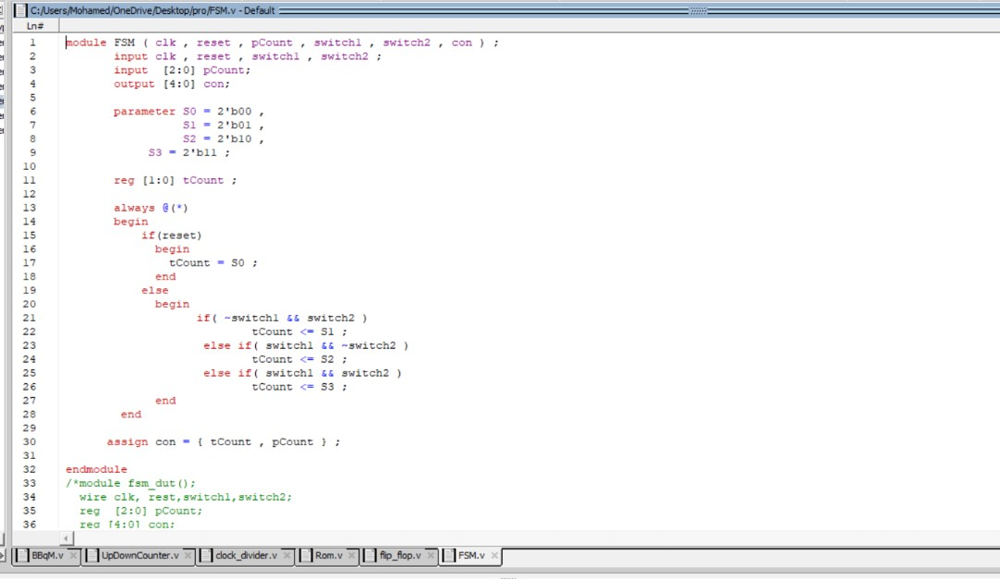 C:/Users/Mohamed/OneDrive/Desktop/pro/FSM.v - Default
Ln#
1 module FSM ( clk , reset , pCount , switch1 , switch2 , con ) ;
2 input clk , reset , switch1 , switch2 ;
3 input [2:0] pCount;
4 output [4:0] con;
5
6 parameter S0 = 2'b00 ,
7 S1 = 2'b01 ,
8 S2 = 2'b10 ,
9 S3 = 2'b11 ;
10
11 reg [1:0] tCount ;
12
13 always @(*)
14 begin
15 if(reset)
16 begin
17 tCount = S0 ;
18 end
19 else
20 begin
21 if( ~switch1 && switch2 )
22 tCount <= S1 ;
23 else if( switch1 && ~switch2 )
24 tCount <= S2 ;
25 else if( switch1 && switch2 )
26 tCount <= S3 ;
27 end
28 end
29
30 assign con = { tCount , pCount } ;
31
32 endmodule
33 /*module fsm_dut();
34 wire clk, rest,switch1,switch2;
35 reg [2:0] pCount;
36 reg [4:0] con;
BBqM.v UpDownCounter.v clock_divider.v Rom.v flip_flop.v FSM.v